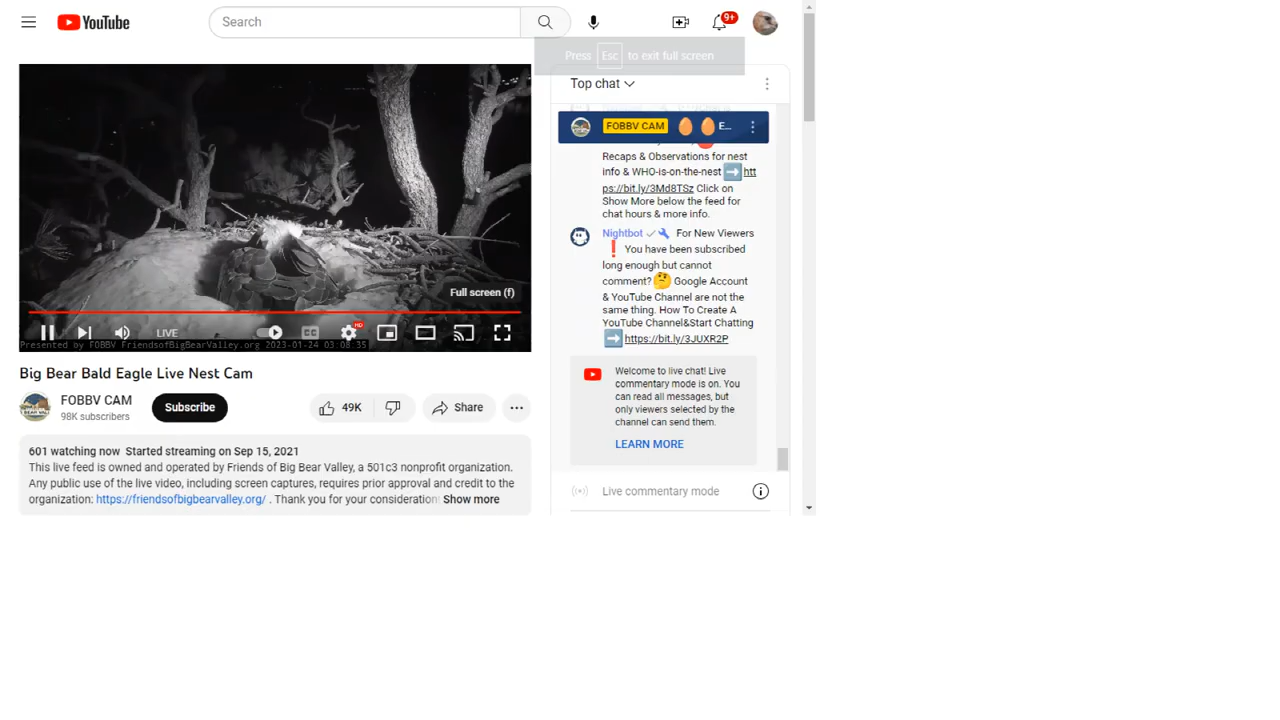 YouTube
Search
9+
Press Esc to exit full screen
Top chat
FOBBV CAM E...
Recaps & Observations for nest
info & WHO-is-on-the-nest ➡️ htt
ps://bit.ly/3Md8TSz Click on
Show More below the feed for
chat hours & more info.
Nightbot For New Viewers
❗ You have been subscribed
long enough but cannot
comment?🤔 Google Account
& YouTube Channel are not the
same thing. How To Create A
YouTube Channel&Start Chatting
➡️ https://bit.ly/3JUXR2P
Welcome to live chat! Live
commentary mode is on. You
can read all messages, but
only viewers selected by the
channel can send them.
LEARN MORE
Live commentary mode
Full screen (f)
LIVE
CC
HD
Presented by FOBBV FriendsofBigBearValley.org 2023-01-24 03:08:35
Big Bear Bald Eagle Live Nest Cam
FOBBV CAM
98K subscribers
Subscribe
49K
Share
601 watching now Started streaming on Sep 15, 2021
This live feed is owned and operated by Friends of Big Bear Valley, a 501c3 nonprofit organization.
Any public use of the live video, including screen captures, requires prior approval and credit to the
organization: https://friendsofbigbearvalley.org/ . Thank you for your consideration Show more